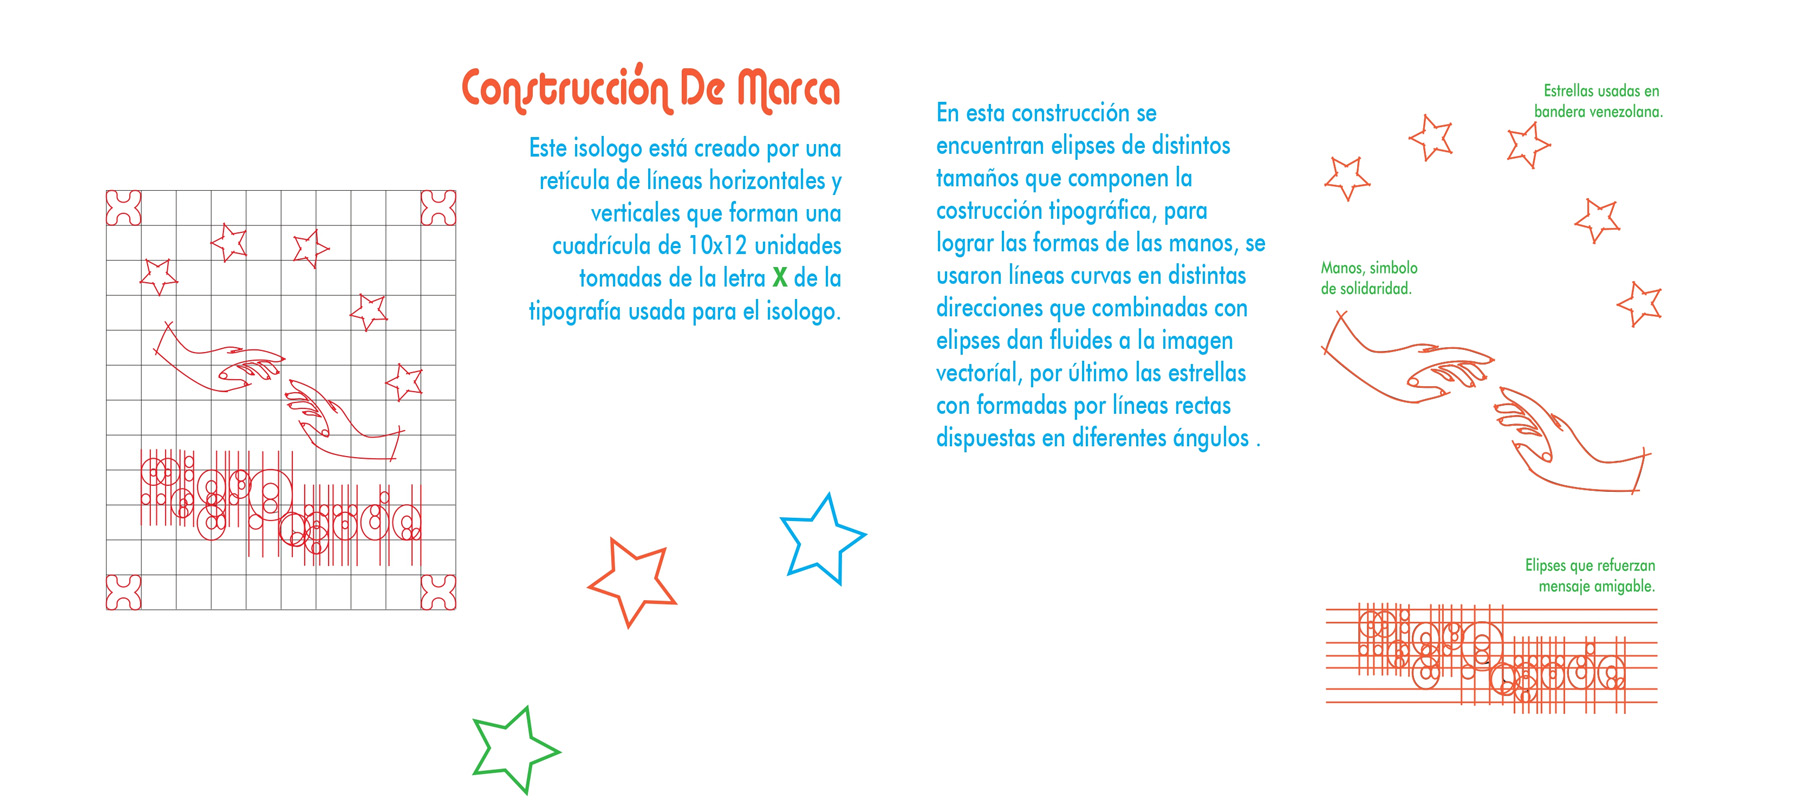 Construcción De Marca
Este isologo está creado por una
retícula de líneas horizontales y
verticales que forman una
cuadrícula de 10x12 unidades
tomadas de la letra X de la
tipografía usada para el isologo.
En esta construcción se
encuentran elipses de distintos
tamaños que componen la
costrucción tipográfica, para
lograr las formas de las manos, se
usaron líneas curvas en distintas
direcciones que combinadas con
elipses dan fluides a la imagen
vectoríal, por último las estrellas
con formadas por líneas rectas
dispuestas en diferentes ángulos .
Estrellas usadas en
bandera venezolana.
Manos, simbolo
de solidaridad.
Elipses que refuerzan
mensaje amigable.